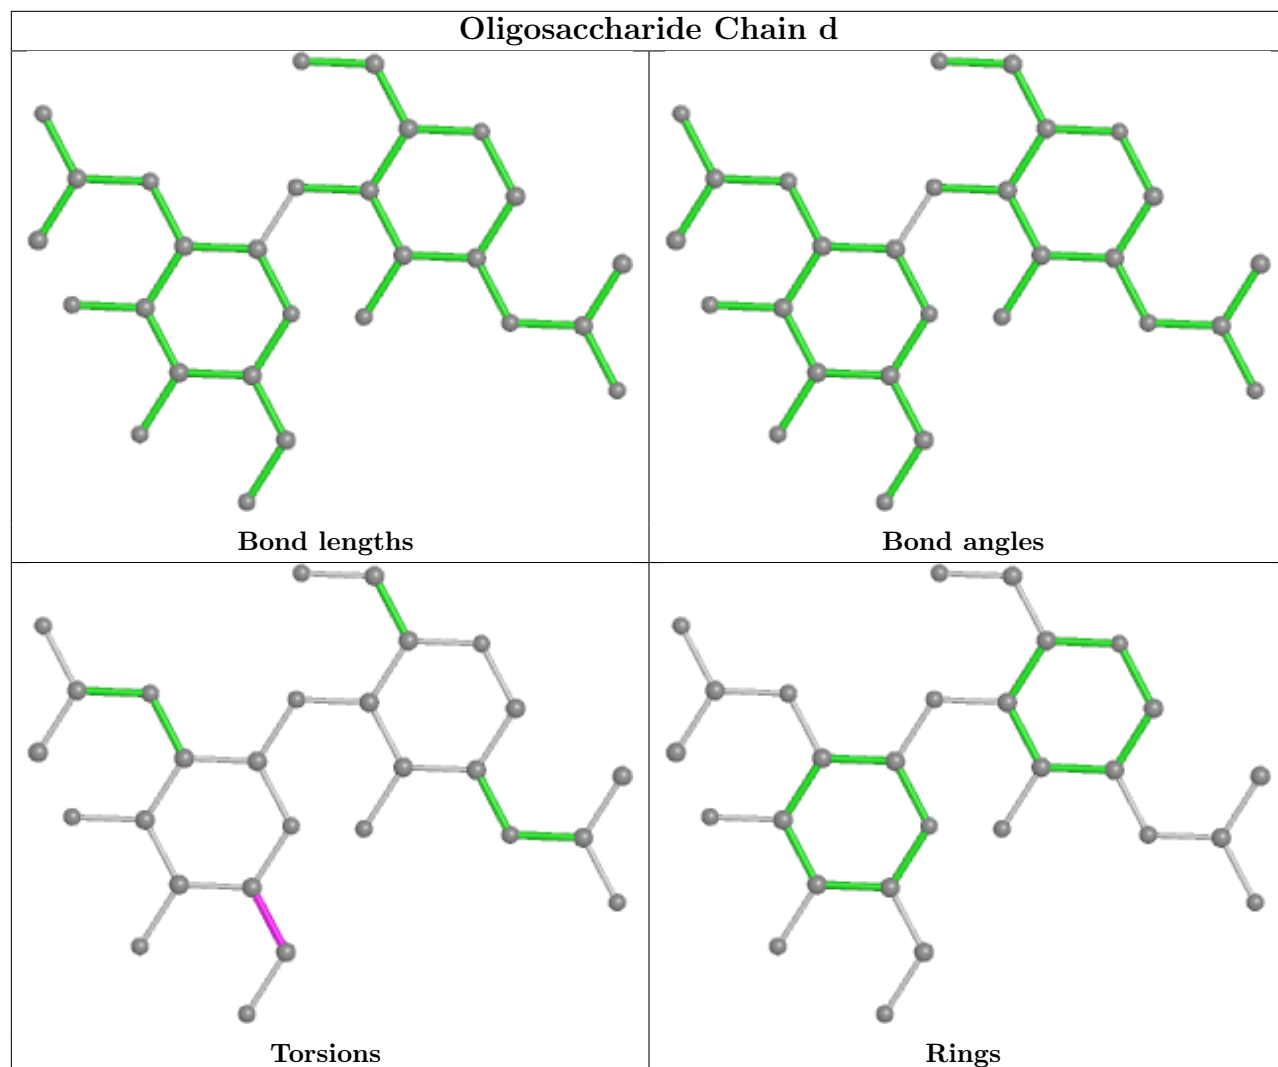 Oligosaccharide Chain d
Bond lengths
Bond angles
Torsions
Rings